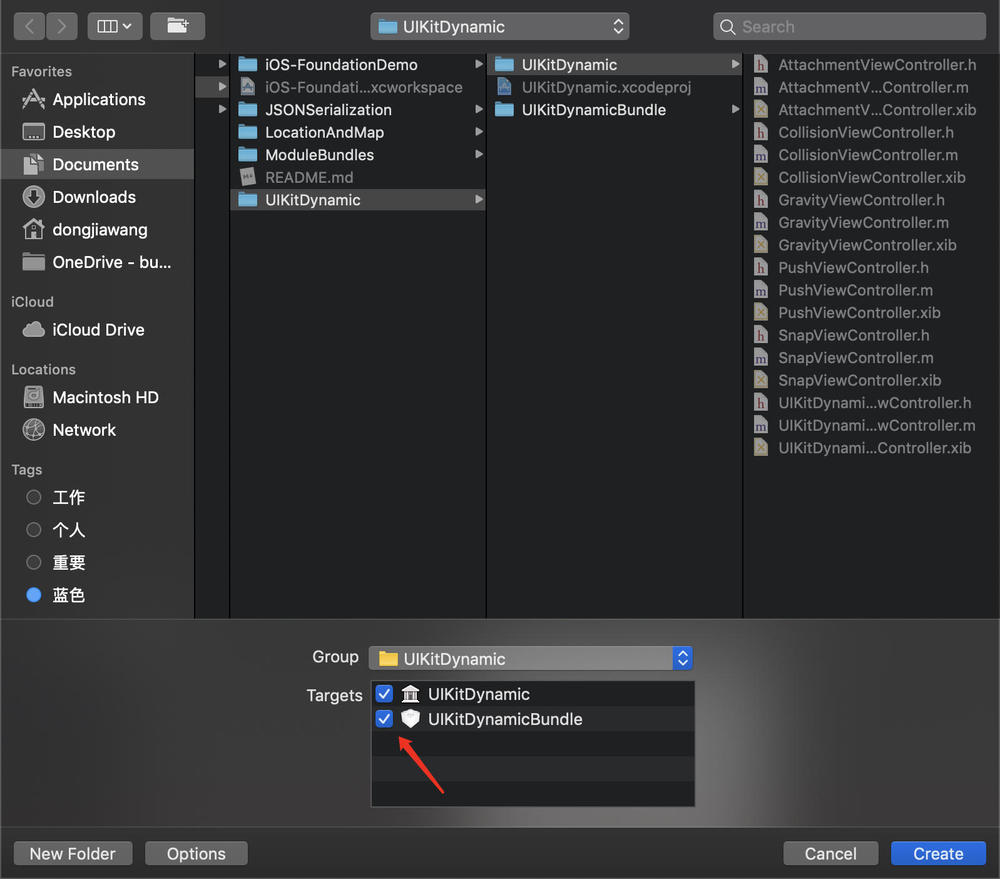 UIKitDynamic
Search
Favorites
Applications
Desktop
Documents
Downloads
dongjiawang
OneDrive - bu...
iCloud
iCloud Drive
Locations
Macintosh HD
Network
Tags
工作
个人
重要
蓝色
iOS-FoundationDemo
iOS-Foundati...xcworkspace
JSONSerialization
LocationAndMap
ModuleBundles
README.md
UIKitDynamic
UIKitDynamic
UIKitDynamic.xcodeproj
UIKitDynamicBundle
AttachmentViewController.h
AttachmentV...Controller.m
AttachmentV...Controller.xib
CollisionViewController.h
CollisionViewController.m
CollisionViewController.xib
GravityViewController.h
GravityViewController.m
GravityViewController.xib
PushViewController.h
PushViewController.m
PushViewController.xib
SnapViewController.h
SnapViewController.m
SnapViewController.xib
UIKitDynami...wController.h
UIKitDynami...wController.m
UIKitDynami...Controller.xib
Group UIKitDynamic
Targets UIKitDynamic
UIKitDynamicBundle
New Folder Options Cancel Create